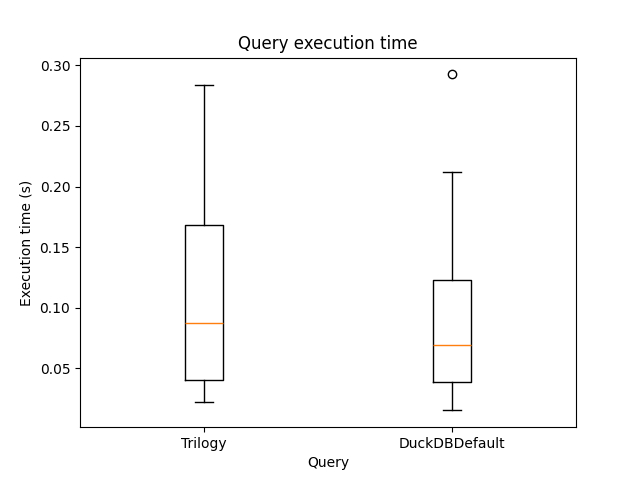 Query execution time
Execution time (s)
0.30
0.25
0.20
0.15
0.10
0.05
Trilogy
DuckDBDefault
Query